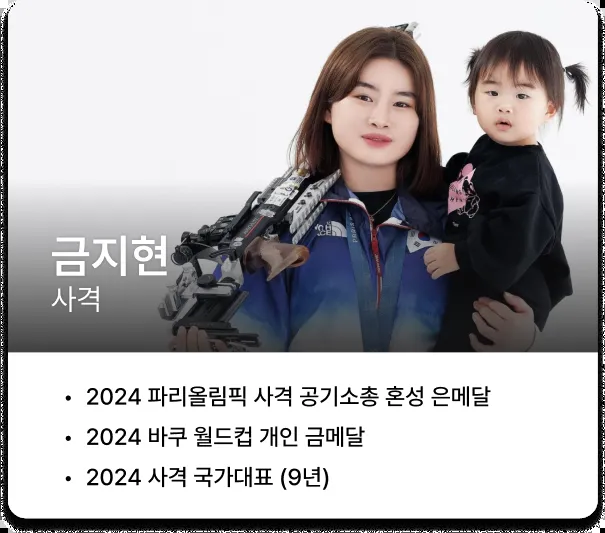 금지현
사격
• 2024 파리올림픽 사격 공기소총 혼성 은메달
• 2024 바쿠 월드컵 개인 금메달
• 2024 사격 국가대표 (9년)